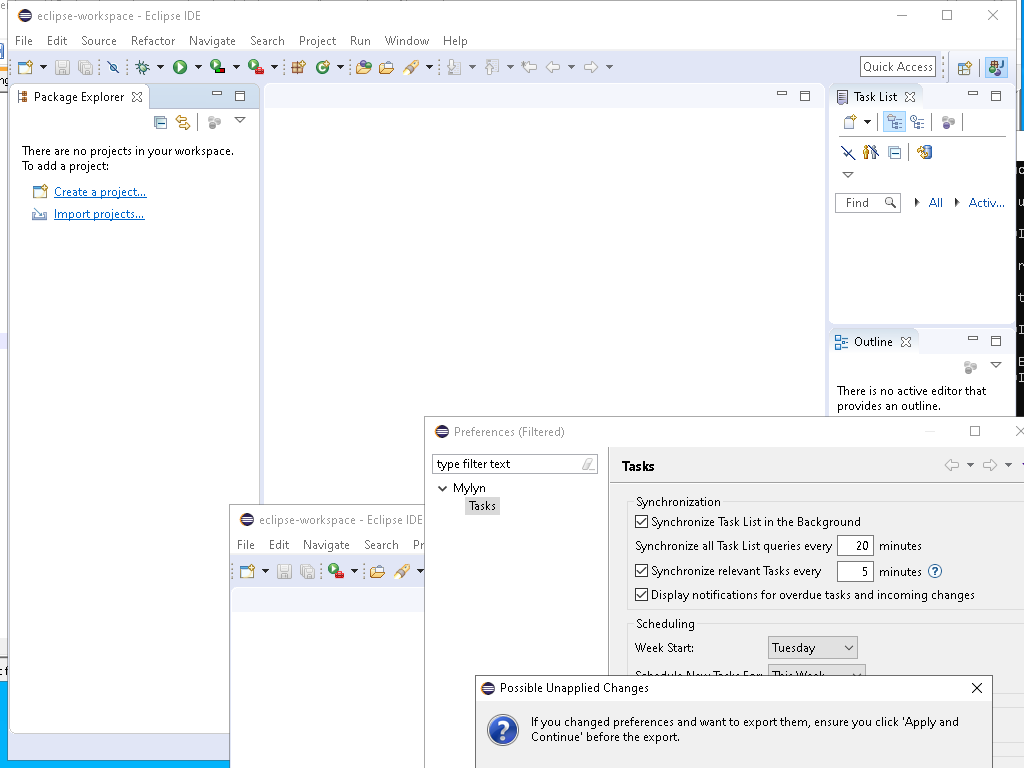 eclipse-workspace - Eclipse IDE
File Edit Source Refactor Navigate Search Project Run Window Help
Quick Access
Package Explorer
There are no projects in your workspace.
To add a project:
Create a project...
Import projects...
Task List
Find
All
Activ...
Outline
There is no active editor that
provides an outline.
eclipse-workspace - Eclipse IDE
File Edit Navigate Search Pr
Preferences (Filtered)
type filter text
Mylyn
Tasks
Tasks
Synchronization
Synchronize Task List in the Background
Synchronize all Task List queries every 20 minutes
Synchronize relevant Tasks every 5 minutes
Display notifications for overdue tasks and incoming changes
Scheduling
Week Start: Tuesday
Schedule New Tasks For: This Week
Possible Unapplied Changes
If you changed preferences and want to export them, ensure you click 'Apply and
Continue' before the export.